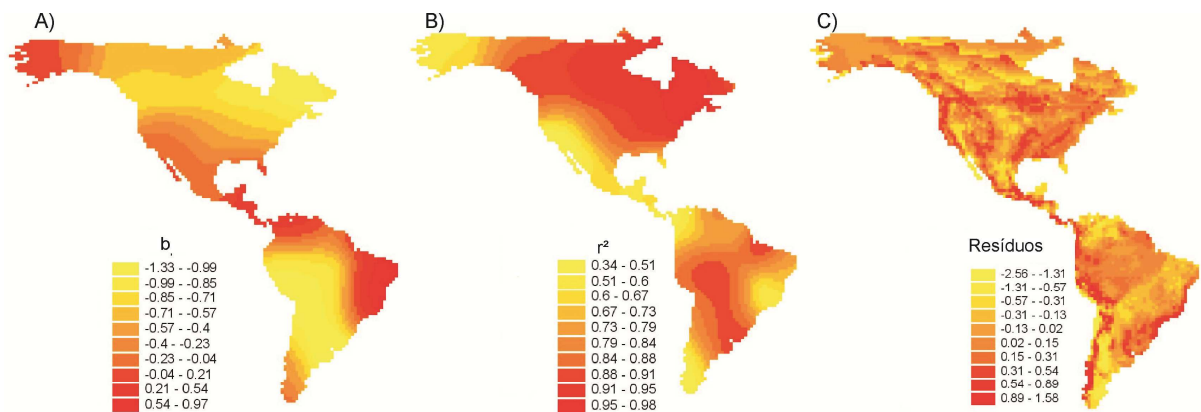 A)
b,
-1.33 - -0.99
-0.99 - -0.85
-0.85 - -0.71
-0.71 - -0.57
-0.57 - -0.4
-0.4 - -0.23
-0.23 - -0.04
-0.04 - 0.21
0.21 - 0.54
0.54 - 0.97
B)
r²
0.34 - 0.51
0.51 - 0.6
0.6 - 0.67
0.67 - 0.73
0.73 - 0.79
0.79 - 0.84
0.84 - 0.88
0.88 - 0.91
0.91 - 0.95
0.95 - 0.98
C)
Resíduos
-2.56 - -1.31
-1.31 - -0.57
-0.57 - -0.31
-0.31 - -0.13
-0.13 - 0.02
0.02 - 0.15
0.15 - 0.31
0.31 - 0.54
0.54 - 0.89
0.89 - 1.58